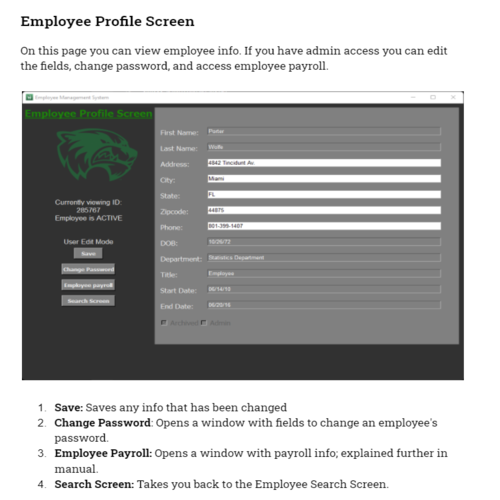 Employee Profile Screen
On this page you can view employee info. If you have admin access you can edit
the fields, change password, and access employee payroll.
Employee Management System
Employee Profile Screen
First Name: Porter
Last Name: Wolfe
Address: 4842 Tincidunt Av.
City: Miami
State: FL
Zipcode: 44875
Phone: 801-399-1407
DOB: 10/26/72
Department: Statistics Department
Title: Employee
Start Date: 06/14/10
End Date: 06/20/16
Archived Admin
Currently viewing ID:
285767
Employee is ACTIVE
User Edit Mode
Save
Change Password
Employee payroll
Search Screen
1. Save: Saves any info that has been changed
2. Change Password: Opens a window with fields to change an employee's
password.
3. Employee Payroll: Opens a window with payroll info; explained further in
manual.
4. Search Screen: Takes you back to the Employee Search Screen.